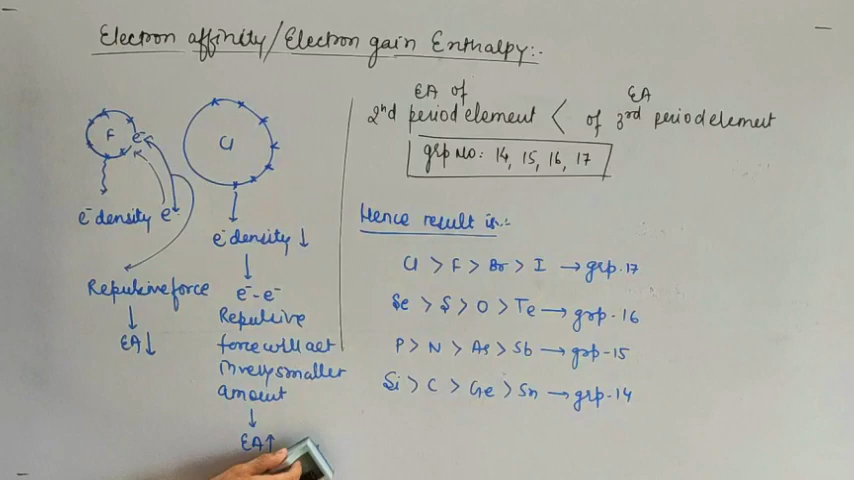 Electron affinity/Electron gain Enthalpy:-
F e⁻
e⁻ density e⁻
Repulsive force
EA↓
Cl
e⁻ density ↓
e⁻-e⁻
Repulsive
force will act
in very smaller
amount
EA↑
EA of EA
2nd period element < of 3rd period element
grp no: 14, 15, 16, 17
Hence result is:-
Cl > F > Br > I → grp-17
Se > S > O > Te → grp-16
P > N > As > Sb → grp-15
Si > C > Ge > Sn → grp-14